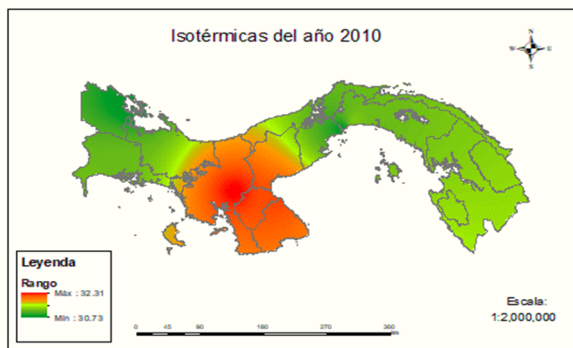 Isotérmicas del año 2010
N
W E
S
Leyenda
Rango
Máx : 32.31
Mín : 30.73
0 45 90 180 270 360
km
Escala:
1:2,000,000